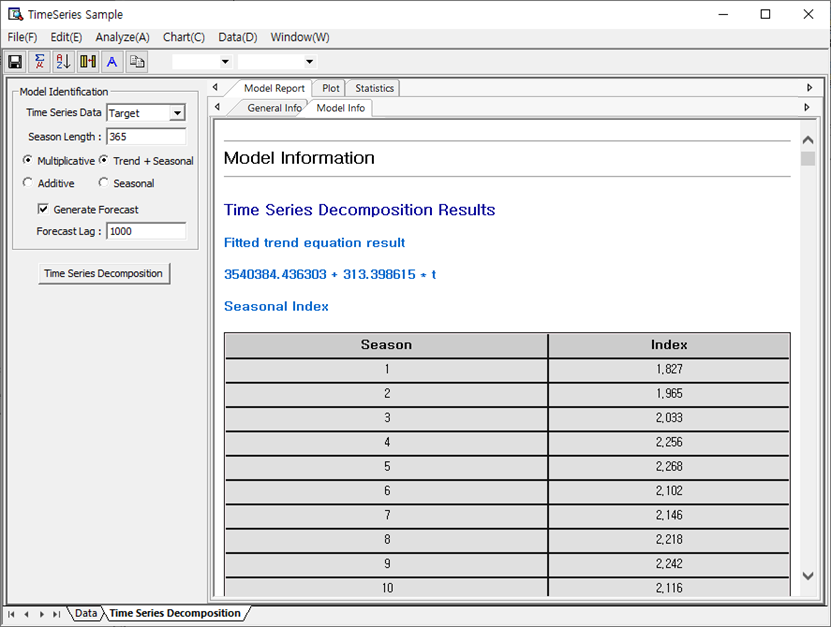 TimeSeries Sample
File(F) Edit(E) Analyze(A) Chart(C) Data(D) Window(W)
Model Identification
Time Series Data Target
Season Length : 365
Multiplicative Trend + Seasonal
Additive Seasonal
Generate Forecast
Forecast Lag : 1000
Time Series Decomposition
Model Report Plot Statistics
General Info Model Info
Model Information
Time Series Decomposition Results
Fitted trend equation result
3540384.436303 + 313.398615 * t
Seasonal Index
Season Index
1 1,827
2 1,965
3 2,033
4 2,256
5 2,268
6 2,102
7 2,146
8 2,218
9 2,242
10 2,116
Data Time Series Decomposition